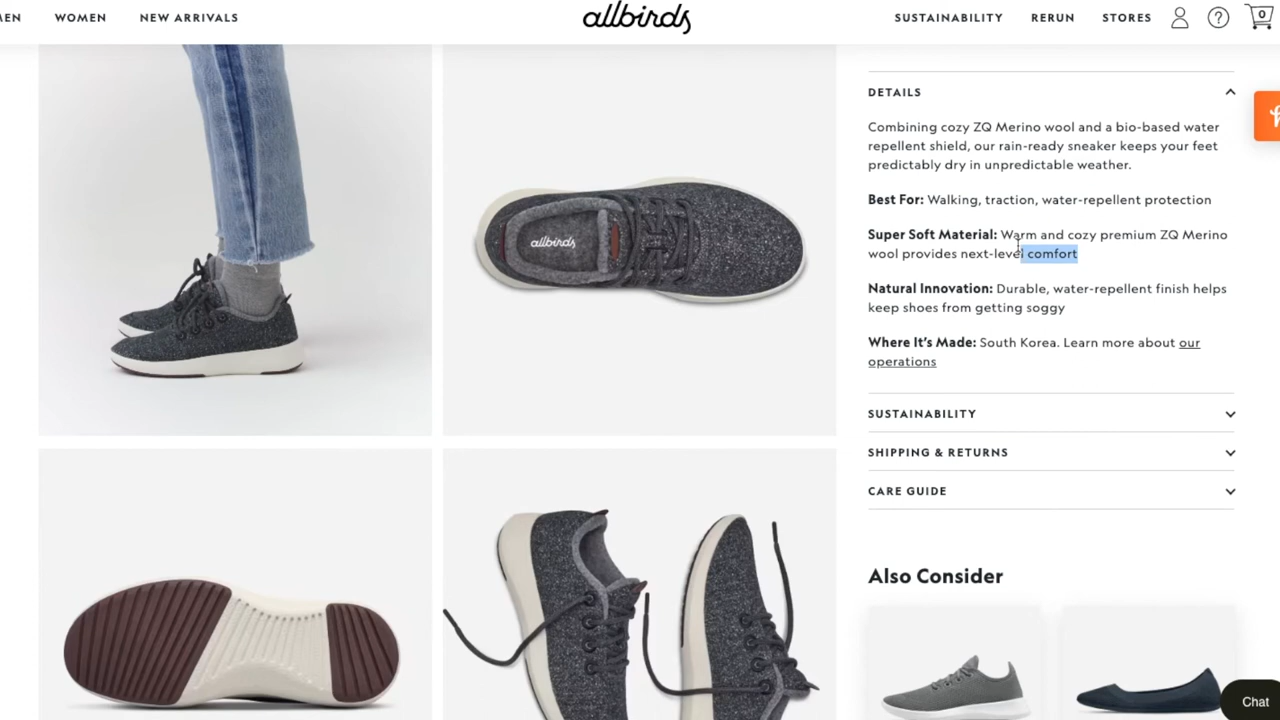 EN
WOMEN
NEW ARRIVALS
allbirds
SUSTAINABILITY
RERUN
STORES
0
allbirds
DETAILS
Combining cozy ZQ Merino wool and a bio-based water
repellent shield, our rain-ready sneaker keeps your feet
predictably dry in unpredictable weather.
Best For: Walking, traction, water-repellent protection
Super Soft Material: Warm and cozy premium ZQ Merino
wool provides next-level comfort
Natural Innovation: Durable, water-repellent finish helps
keep shoes from getting soggy
Where It's Made: South Korea. Learn more about our
operations
SUSTAINABILITY
SHIPPING & RETURNS
CARE GUIDE
Also Consider
Chat